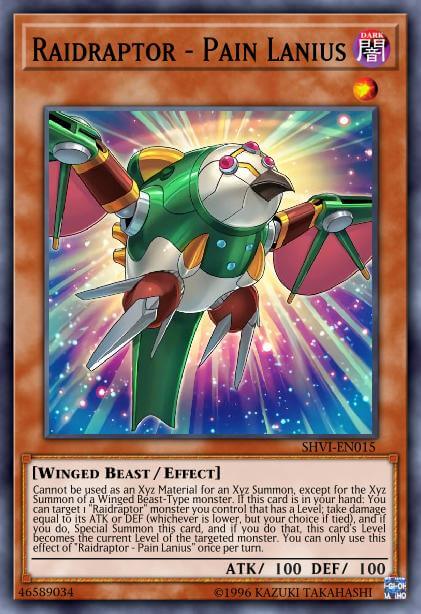 RAIDRAPTOR - PAIN LANIUS
DARK
闇
SHVI-EN015
[WINGED BEAST / EFFECT]
Cannot be used as an Xyz Material for an Xyz Summon, except for the Xyz
Summon of a Winged Beast-Type monster. If this card is in your hand: You
can target 1 "Raidraptor" monster you control that has a Level; take damage
equal to its ATK or DEF (whichever is lower, but your choice if tied), and if
you do, Special Summon this card, and if you do that, this card's Level
becomes the current Level of the targeted monster. You can only use this
effect of "Raidraptor - Pain Lanius" once per turn.
ATK/ 100 DEF/ 100
46589034
©1996 KAZUKI TAKAHASHI